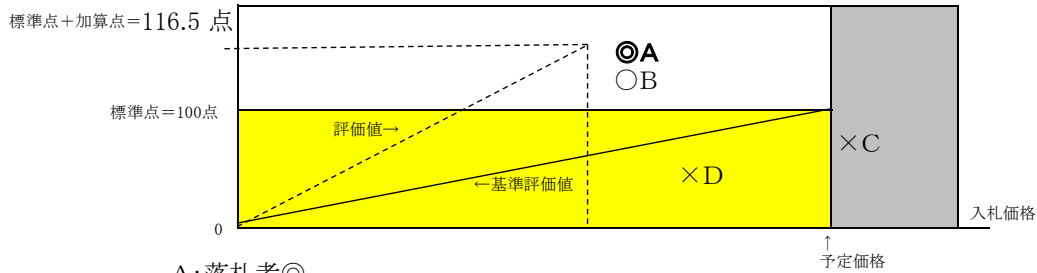 標準点+加算点=116.5 点
◎A
○B
標準点=100点
評価値→
×C
←基準評価値
×D
入札価格
0
↑
予定価格
A:落札者◎